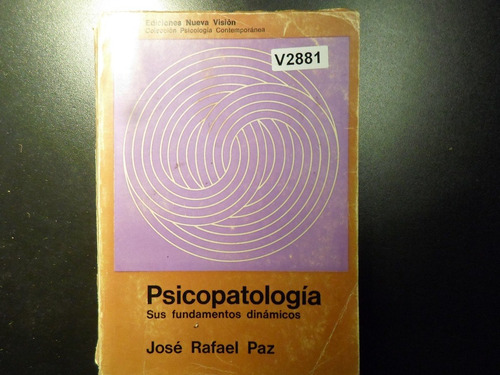 Ediciones Nueva Visión
Colección Psicología Contemporánea
V2881
Psicopatología
Sus fundamentos dinámicos
José Rafael Paz